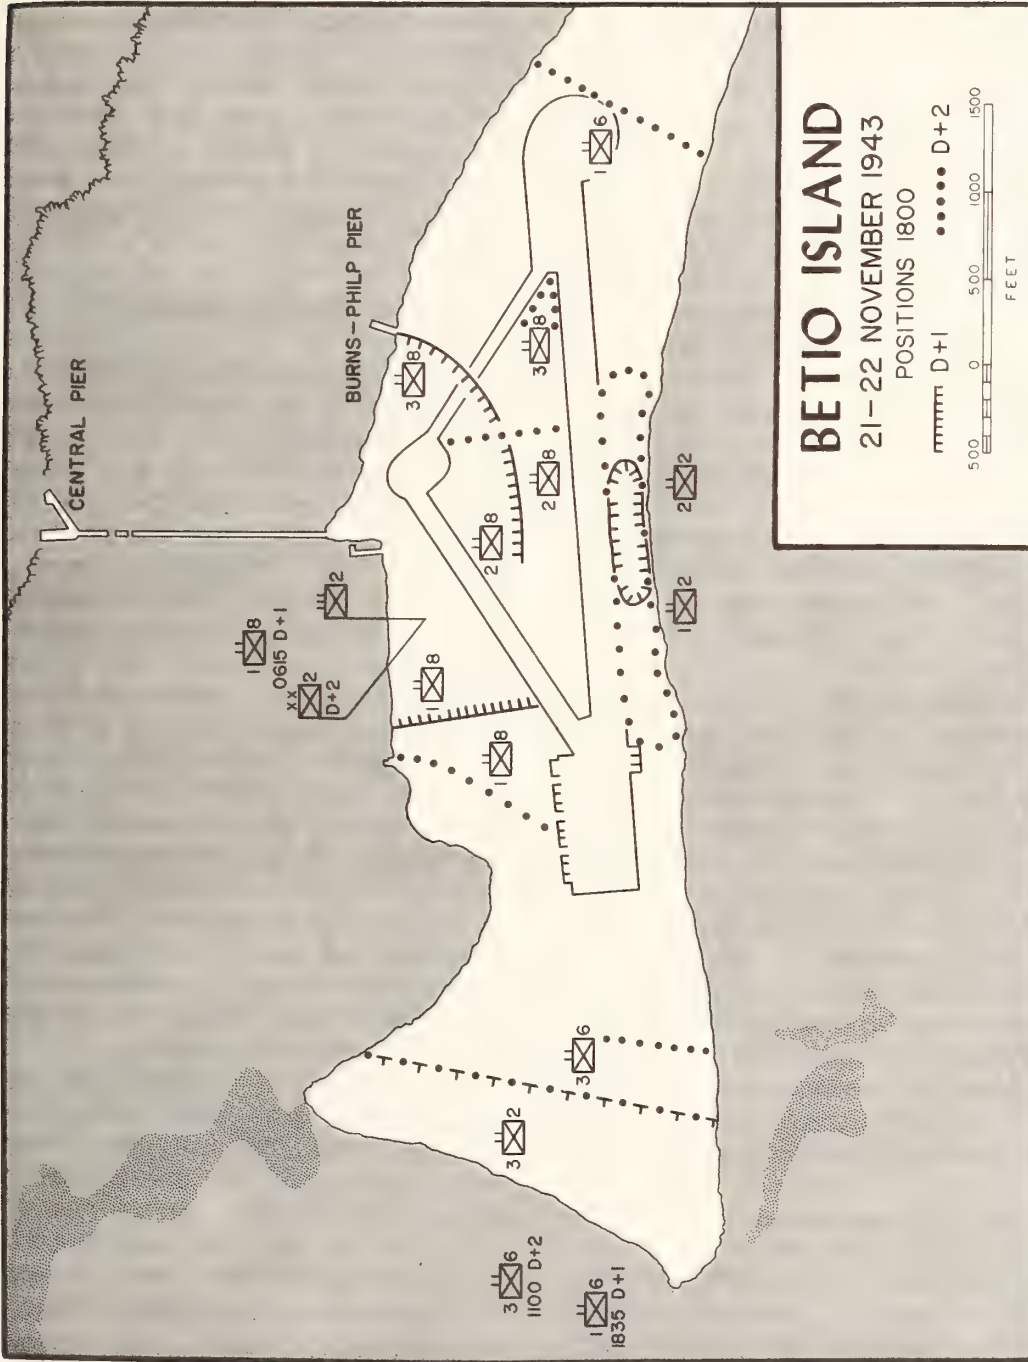 CENTRAL PIER
BURNS-PHILP PIER
1 8
0615 D+1
XX
2
D+2
2
3 8
1 6
3 8
2 8
2 8
1 8
1 8
2 2
1 2
3 6
3 2
3 6
1100 D+2
1 6
1835 D+1
BETIO ISLAND
21-22 NOVEMBER 1943
POSITIONS 1800
D+1
D+2
500 0 500 1000 1500
FEET